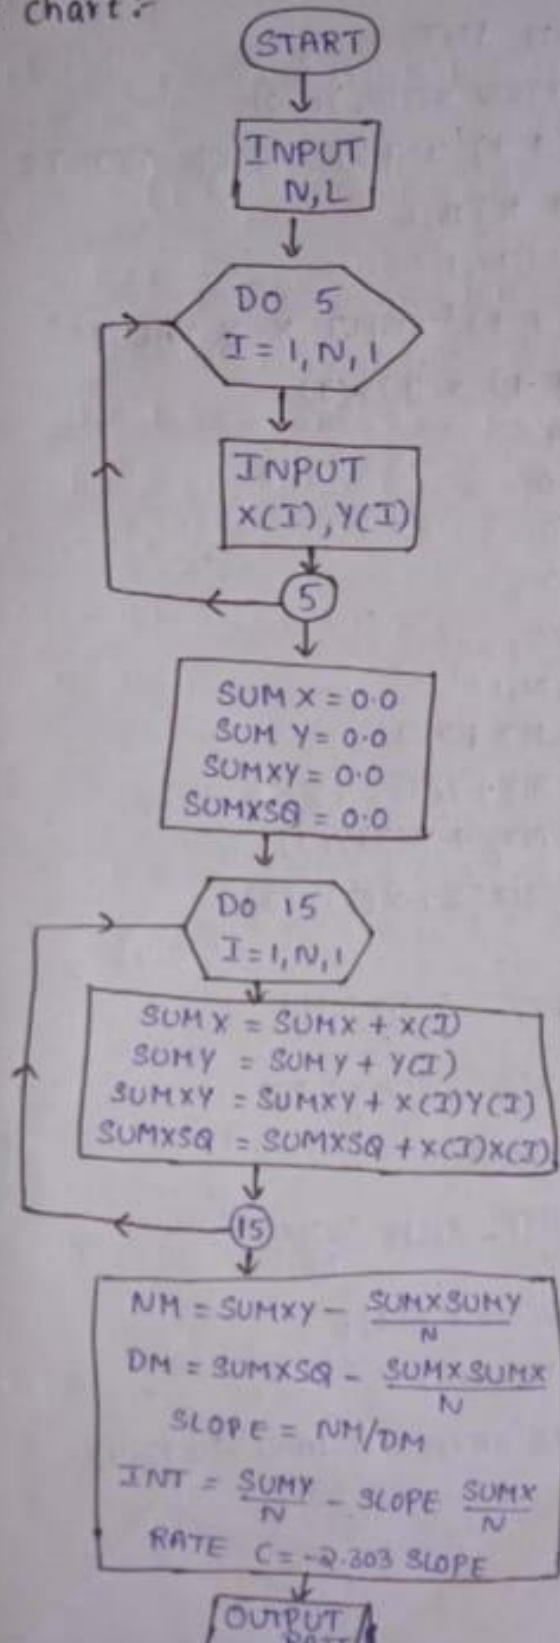 chart:-
START
INPUT
N,L
DO 5
I = 1, N, 1
INPUT
X(I), Y(I)
5
SUM X = 0.0
SUM Y = 0.0
SUMXY = 0.0
SUMXSQ = 0.0
DO 15
I = 1, N, 1
SUM X = SUMX + X(I)
SUMY = SUMY + Y(I)
SUMXY = SUMXY + X(I)Y(I)
SUMXSQ = SUMXSQ + X(I)X(I)
15
NM = SUMXY - SUMXSUMY/N
DM = SUMXSQ - SUMXSUMX/N
SLOPE = NM/DM
INT = SUMY/N - SLOPE SUMX/N
RATE C = -2.303 SLOPE
OUTPUT